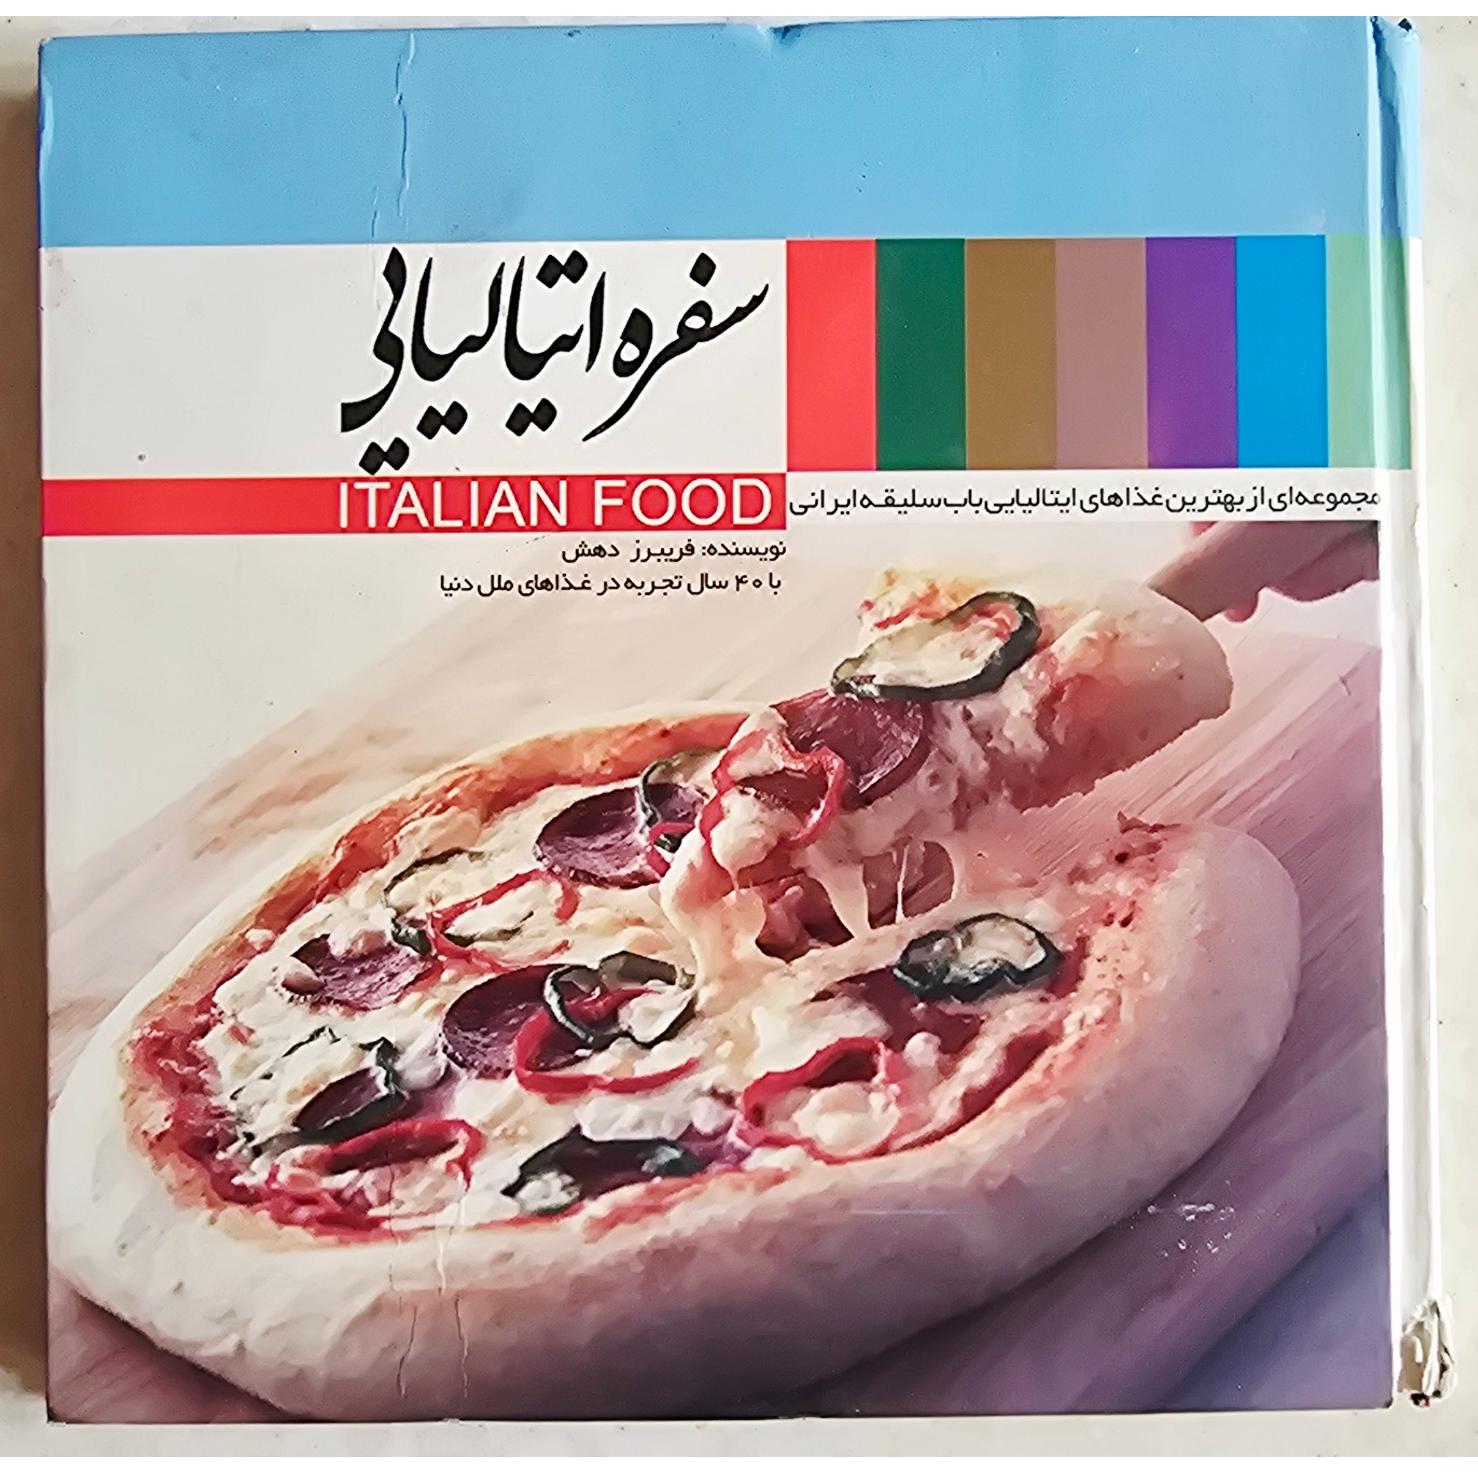 سفره ایتالیایی
ITALIAN FOOD
مجموعه‌ای از بهترین غذاهای ایتالیایی باب سلیقه ایرانی
نویسنده: فریبرز دهش
با ۴۰ سال تجربه در غذاهای ملل دنیا